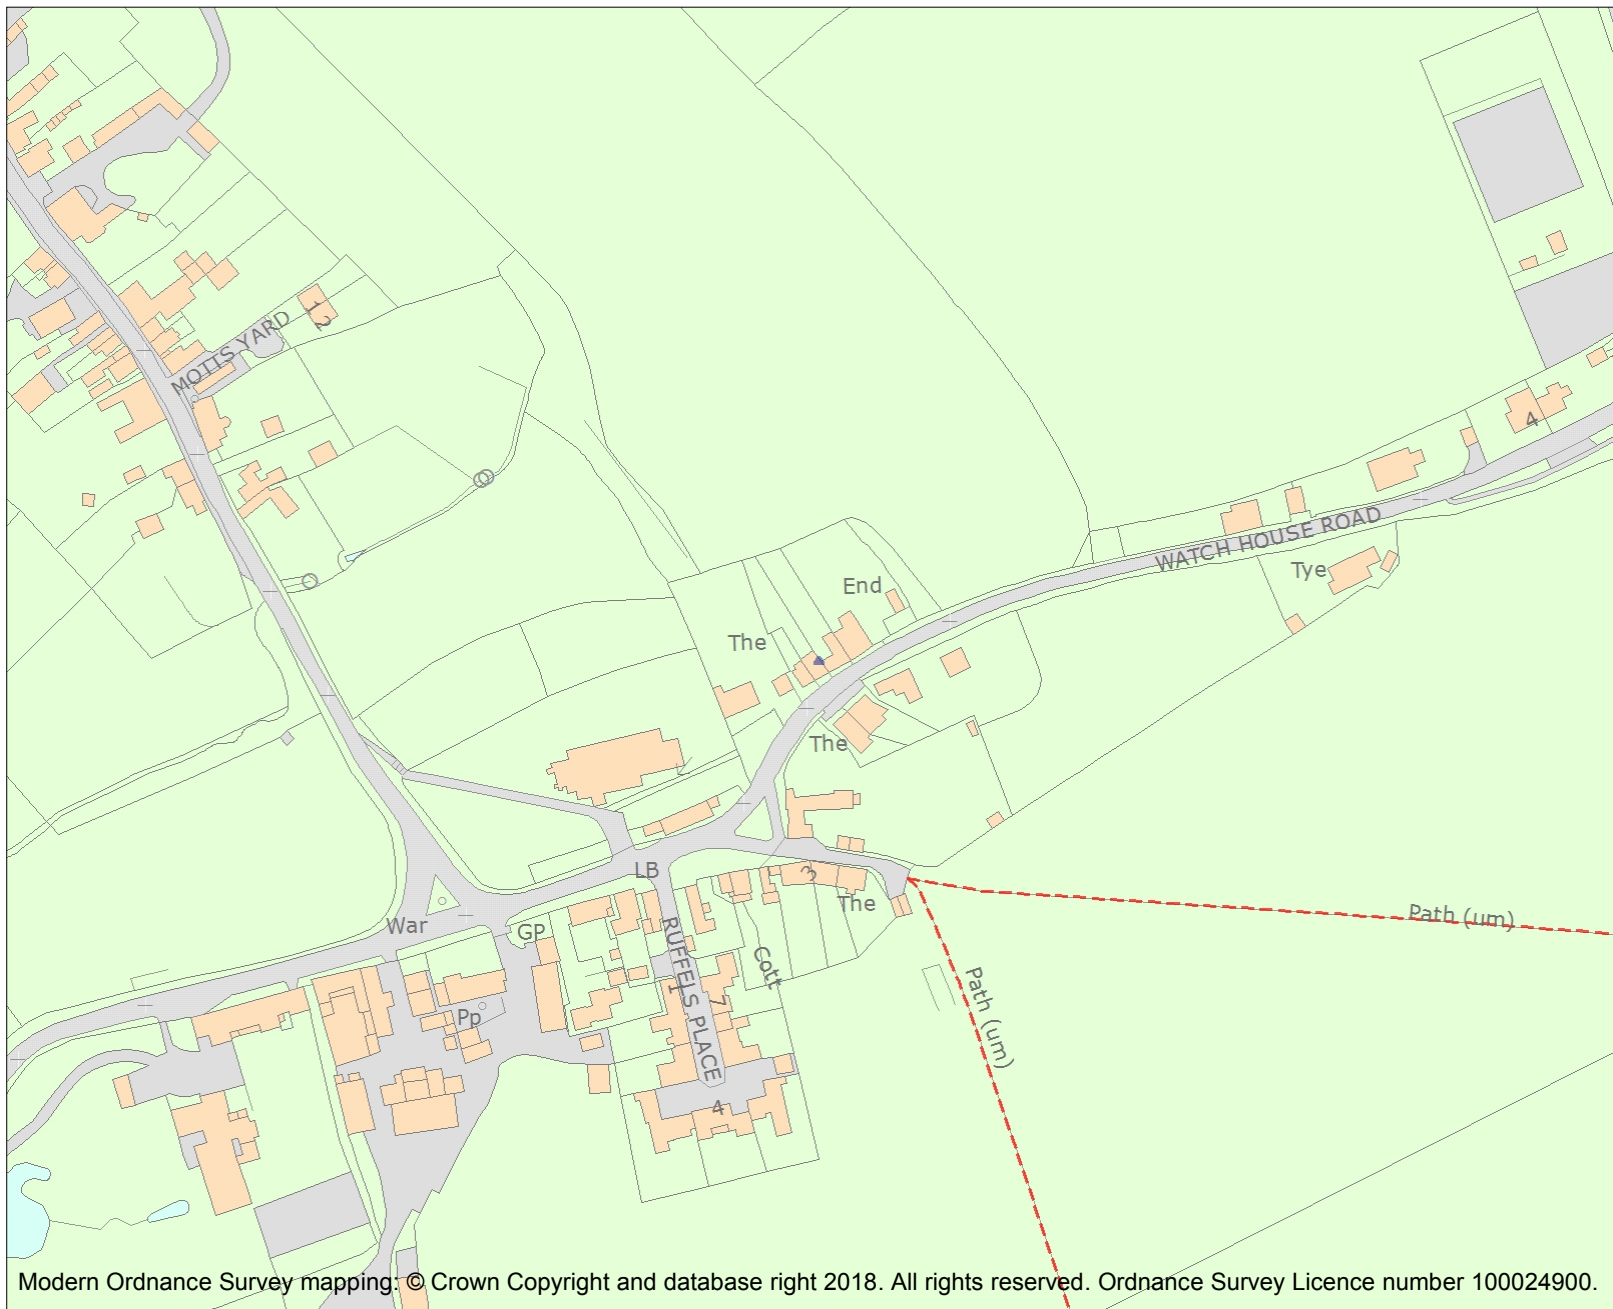 12
MOTTS YARD
4
WATCH HOUSE ROAD
Tye
End
The
The
LB
3
The
War
GP
RUFFELS PLACE
Cott
Path (um)
Path (um)
1
7
Pp
4
Modern Ordnance Survey mapping: © Crown Copyright and database right 2018. All rights reserved. Ordnance Survey Licence number 100024900.